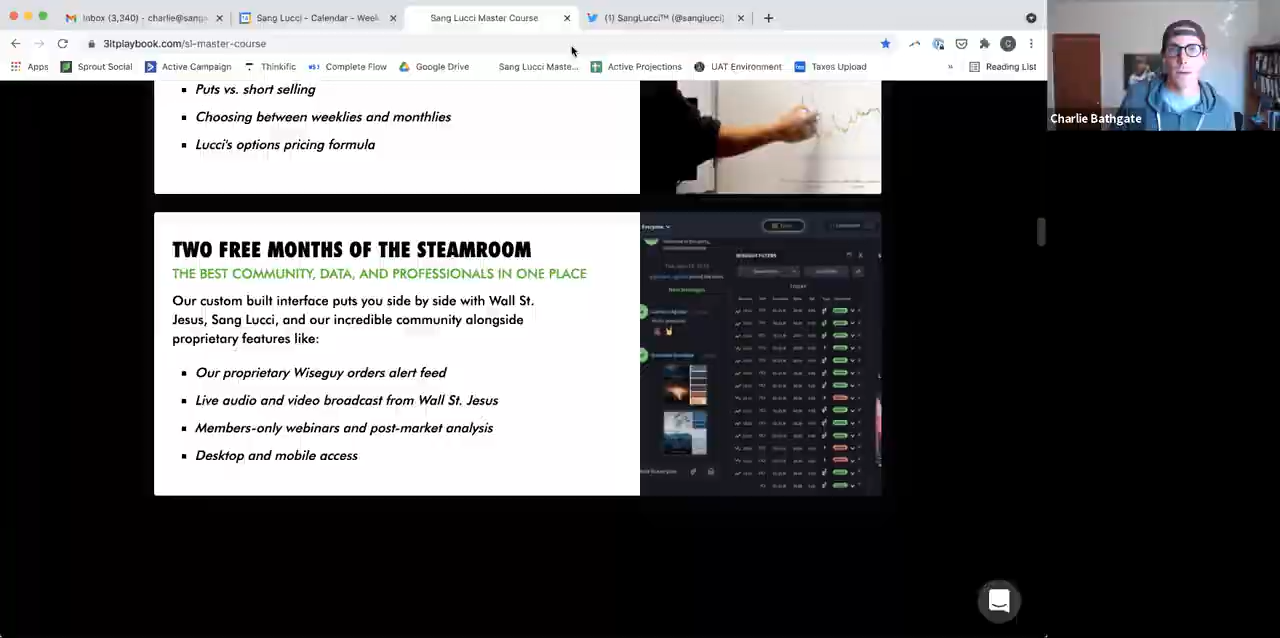 Inbox (3,340) - charlie@sang
Sang Lucci - Calendar - Week
Sang Lucci Master Course
(1) SangLucci™ (@sanglucci)
3itplaybook.com/sl-master-course
Apps
Sprout Social
Active Campaign
Thinkific
Complete Flow
Google Drive
Sang Lucci Maste...
Active Projections
UAT Environment
Taxes Upload
»
Reading List
Charlie Bathgate
Puts vs. short selling
Choosing between weeklies and monthlies
Lucci's options pricing formula
TWO FREE MONTHS OF THE STEAMROOM
THE BEST COMMUNITY, DATA, AND PROFESSIONALS IN ONE PLACE
Our custom built interface puts you side by side with Wall St.
Jesus, Sang Lucci, and our incredible community alongside
proprietary features like:
Our proprietary Wiseguy orders alert feed
Live audio and video broadcast from Wall St. Jesus
Members-only webinars and post-market analysis
Desktop and mobile access